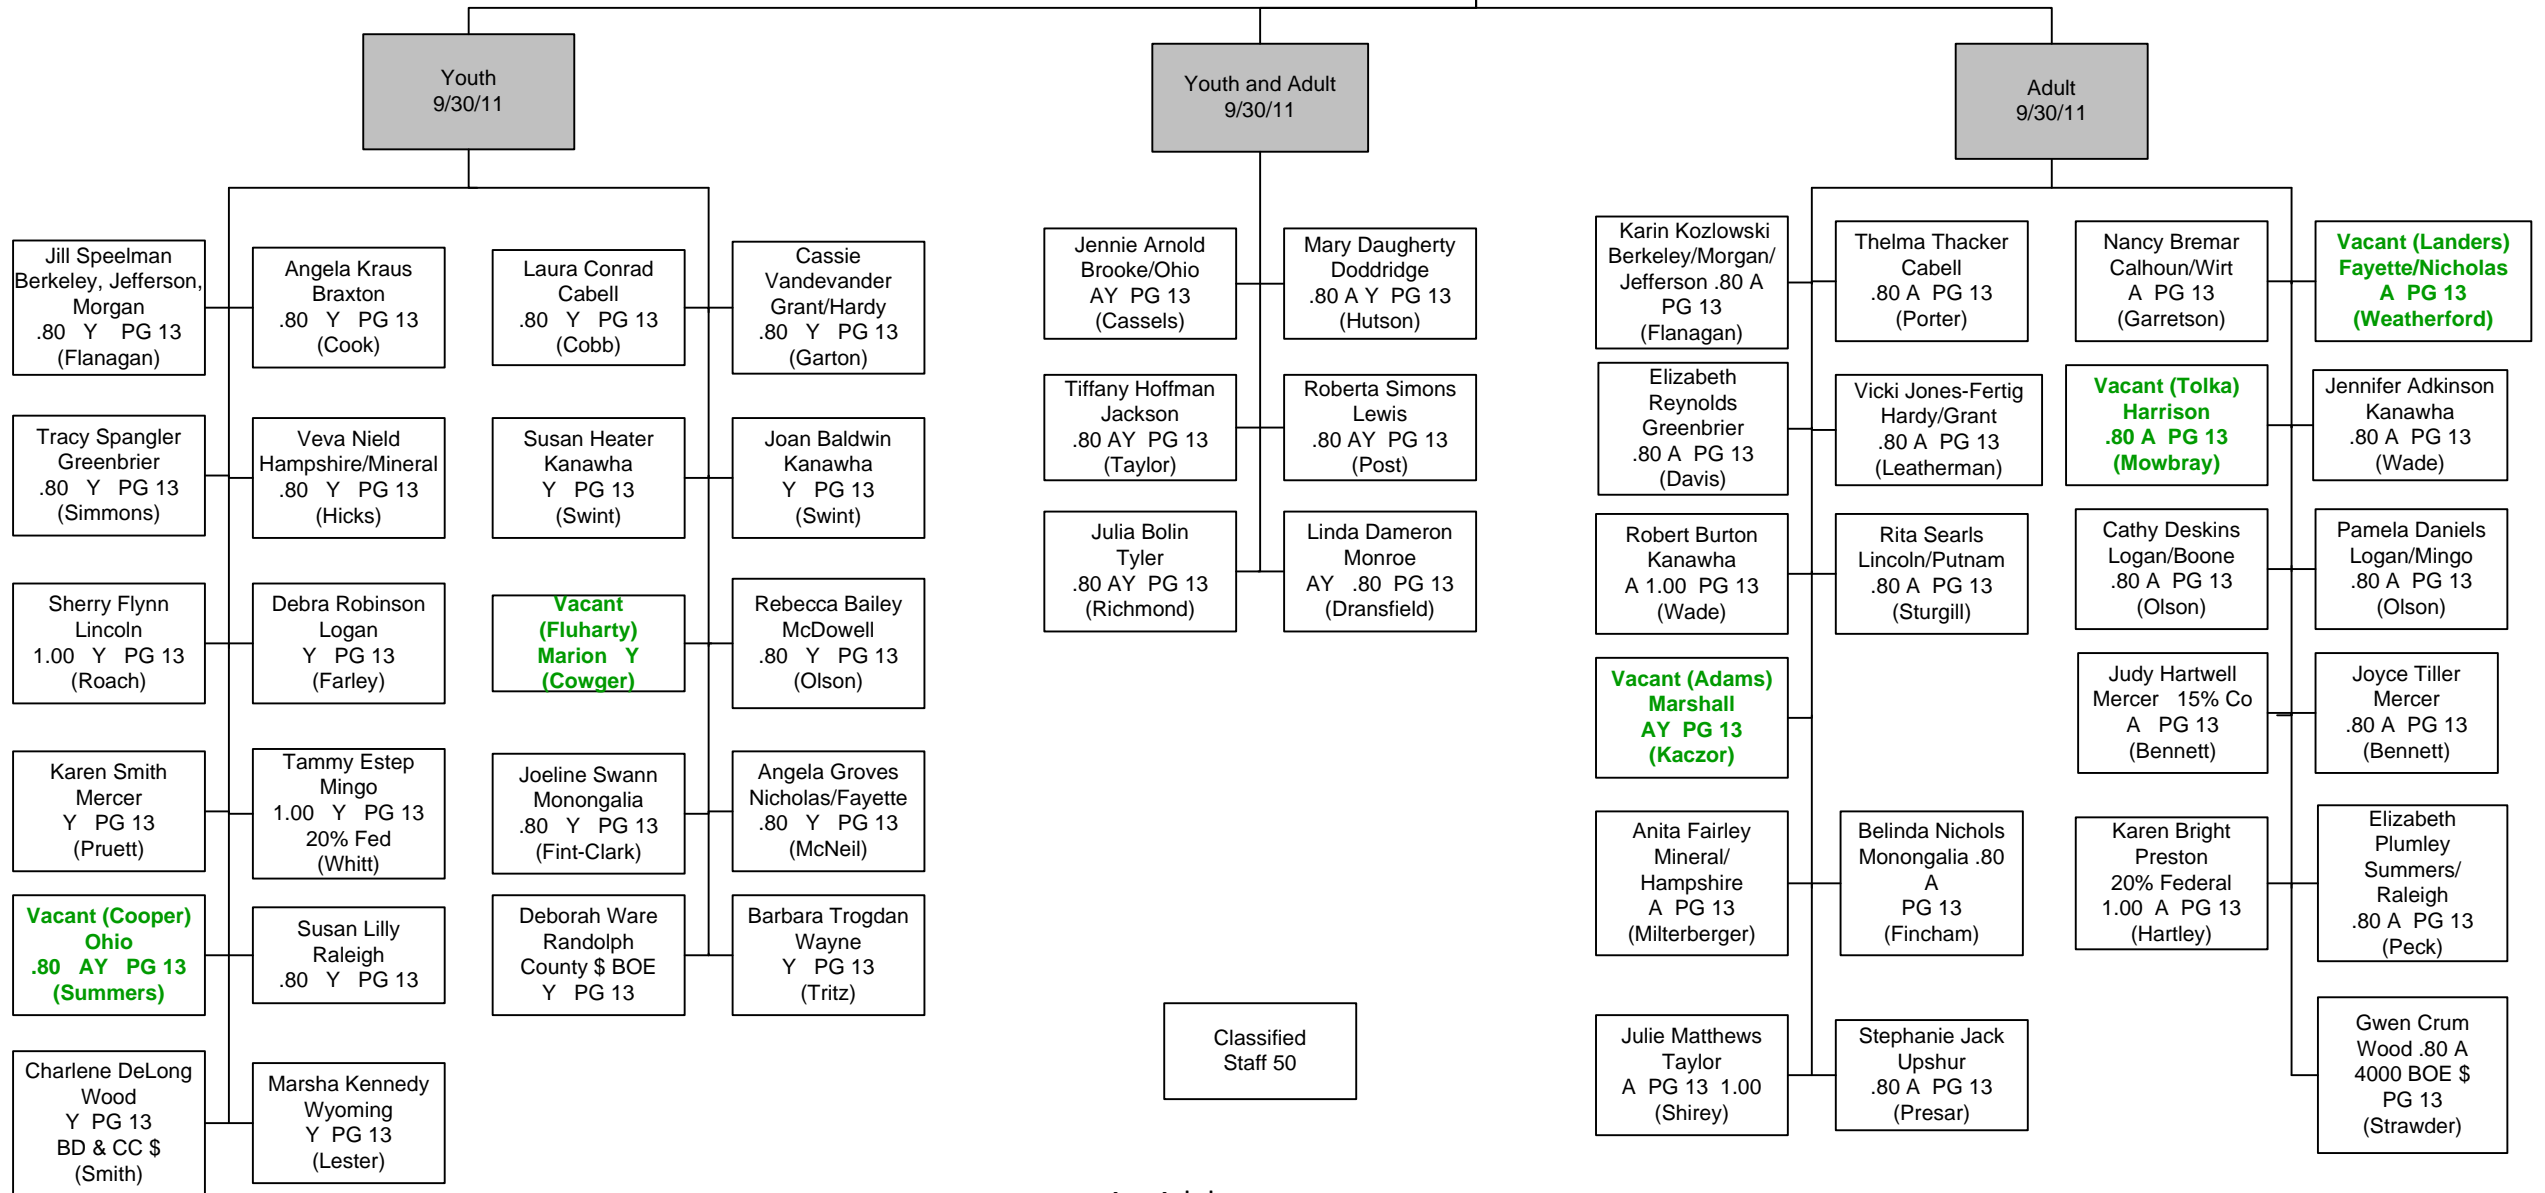 Youth
9/30/11
Youth and Adult
9/30/11
Adult
9/30/11
Jill Speelman
Berkeley, Jefferson,
Morgan
.80 Y PG 13
(Flanagan)
Angela Kraus
Braxton
.80 Y PG 13
(Cook)
Laura Conrad
Cabell
.80 Y PG 13
(Cobb)
Cassie
Vandevander
Grant/Hardy
.80 Y PG 13
(Garton)
Tracy Spangler
Greenbrier
.80 Y PG 13
(Simmons)
Veva Nield
Hampshire/Mineral
.80 Y PG 13
(Hicks)
Susan Heater
Kanawha
Y PG 13
(Swint)
Joan Baldwin
Kanawha
Y PG 13
(Swint)
Sherry Flynn
Lincoln
1.00 Y PG 13
(Roach)
Debra Robinson
Logan
Y PG 13
(Farley)
Vacant
(Fluharty)
Marion Y
(Cowger)
Rebecca Bailey
McDowell
.80 Y PG 13
(Olson)
Karen Smith
Mercer
Y PG 13
(Pruett)
Tammy Estep
Mingo
1.00 Y PG 13
20% Fed
(Whitt)
Joeline Swann
Monongalia
.80 Y PG 13
(Fint-Clark)
Angela Groves
Nicholas/Fayette
.80 Y PG 13
(McNeil)
Vacant (Cooper)
Ohio
.80 AY PG 13
(Summers)
Susan Lilly
Raleigh
.80 Y PG 13
Deborah Ware
Randolph
County $ BOE
Y PG 13
Barbara Trogdan
Wayne
Y PG 13
(Tritz)
Charlene DeLong
Wood
Y PG 13
BD & CC $
(Smith)
Marsha Kennedy
Wyoming
Y PG 13
(Lester)
Jennie Arnold
Brooke/Ohio
AY PG 13
(Cassels)
Mary Daugherty
Doddridge
.80 A Y PG 13
(Hutson)
Tiffany Hoffman
Jackson
.80 AY PG 13
(Taylor)
Roberta Simons
Lewis
.80 AY PG 13
(Post)
Julia Bolin
Tyler
.80 AY PG 13
(Richmond)
Linda Dameron
Monroe
AY .80 PG 13
(Dransfield)
Classified
Staff 50
Karin Kozlowski
Berkeley/Morgan/
Jefferson .80 A
PG 13
(Flanagan)
Thelma Thacker
Cabell
.80 A PG 13
(Porter)
Nancy Bremar
Calhoun/Wirt
A PG 13
(Garretson)
Vacant (Landers)
Fayette/Nicholas
A PG 13
(Weatherford)
Elizabeth
Reynolds
Greenbrier
.80 A PG 13
(Davis)
Vicki Jones-Fertig
Hardy/Grant
.80 A PG 13
(Leatherman)
Vacant (Tolka)
Harrison
.80 A PG 13
(Mowbray)
Jennifer Adkinson
Kanawha
.80 A PG 13
(Wade)
Robert Burton
Kanawha
A 1.00 PG 13
(Wade)
Rita Searls
Lincoln/Putnam
.80 A PG 13
(Sturgill)
Cathy Deskins
Logan/Boone
.80 A PG 13
(Olson)
Pamela Daniels
Logan/Mingo
.80 A PG 13
(Olson)
Vacant (Adams)
Marshall
AY PG 13
(Kaczor)
Judy Hartwell
Mercer 15% Co
A PG 13
(Bennett)
Joyce Tiller
Mercer
.80 A PG 13
(Bennett)
Anita Fairley
Mineral/
Hampshire
A PG 13
(Milterberger)
Belinda Nichols
Monongalia .80
A
PG 13
(Fincham)
Karen Bright
Preston
20% Federal
1.00 A PG 13
(Hartley)
Elizabeth
Plumley
Summers/
Raleigh
.80 A PG 13
(Peck)
Julie Matthews
Taylor
A PG 13 1.00
(Shirey)
Stephanie Jack
Upshur
.80 A PG 13
(Presar)
Gwen Crum
Wood .80 A
4000 BOE $
PG 13
(Strawder)